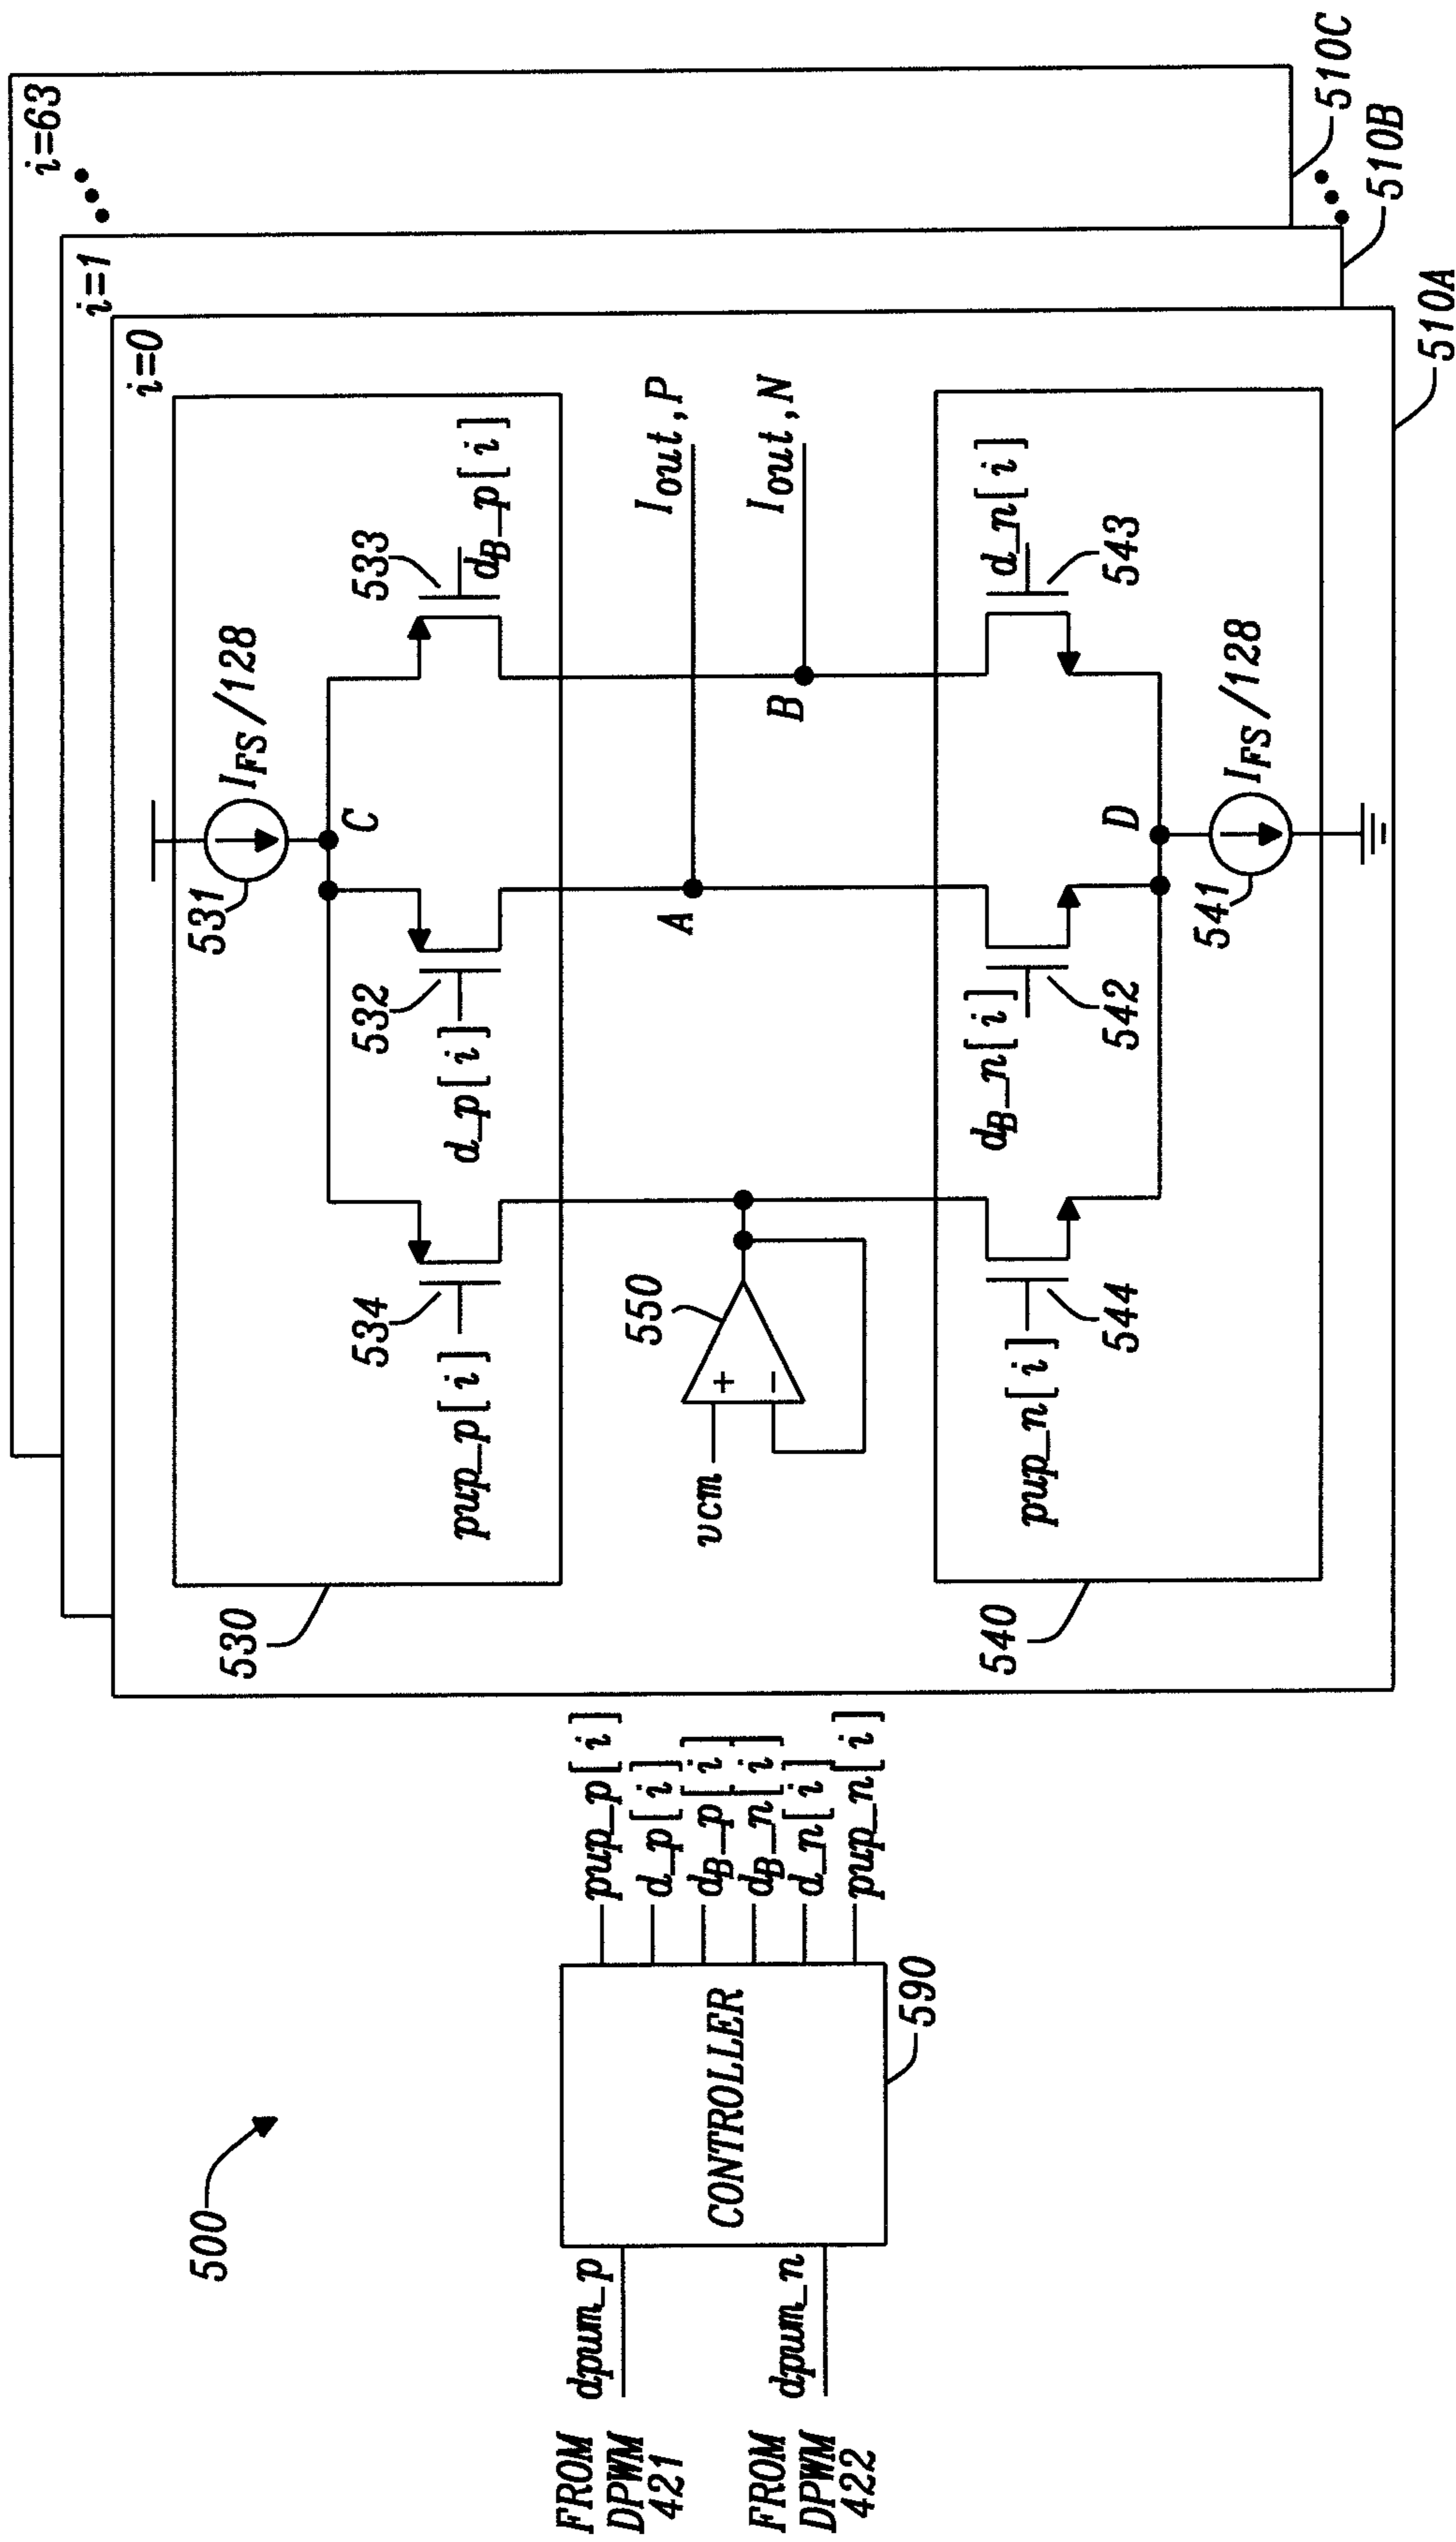 500
FROM
DPWM
421
dpwm_p
FROM
DPWM
422
dpwm_n
CONTROLLER
590
pup_p[i]
d_p[i]
dB_p[i]
dB_n[i]
d_n[i]
pup_n[i]
i=63
i=1
i=0
530
531
IFS/128
C
534
pup_p[i]
532
d_p[i]
533
dB_p[i]
vcm
+
-
550
A
Iout,P
B
Iout,N
540
pup_n[i]
544
dB_n[i]
542
d_n[i]
543
D
541
IFS/128
510A
510B
510C